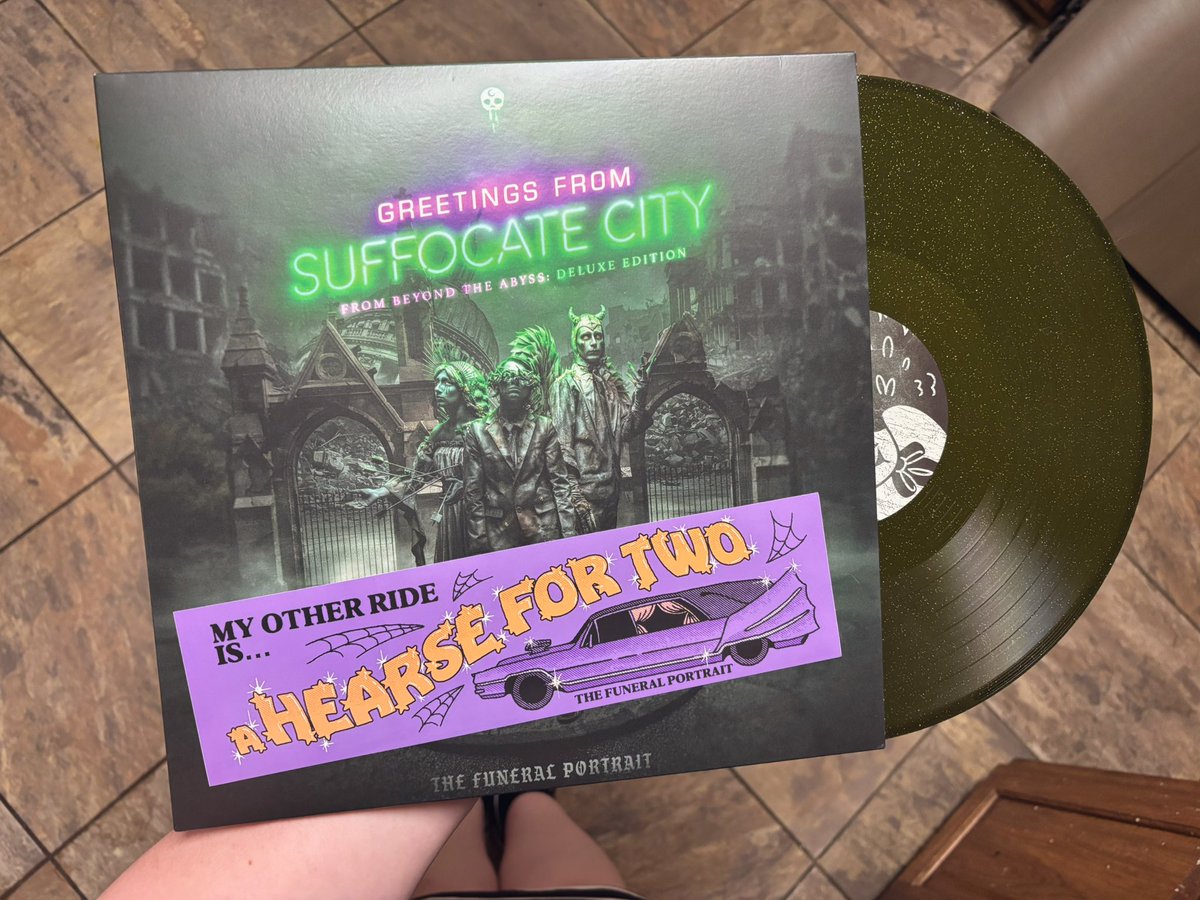 GREETINGS FROM
SUFFOCATE CITY
FROM BEYOND THE ABYSS: DELUXE EDITION
MY OTHER RIDE
IS...
A HEARSE FOR TWO
THE FUNERAL PORTRAIT
THE FUNERAL PORTRAIT
33